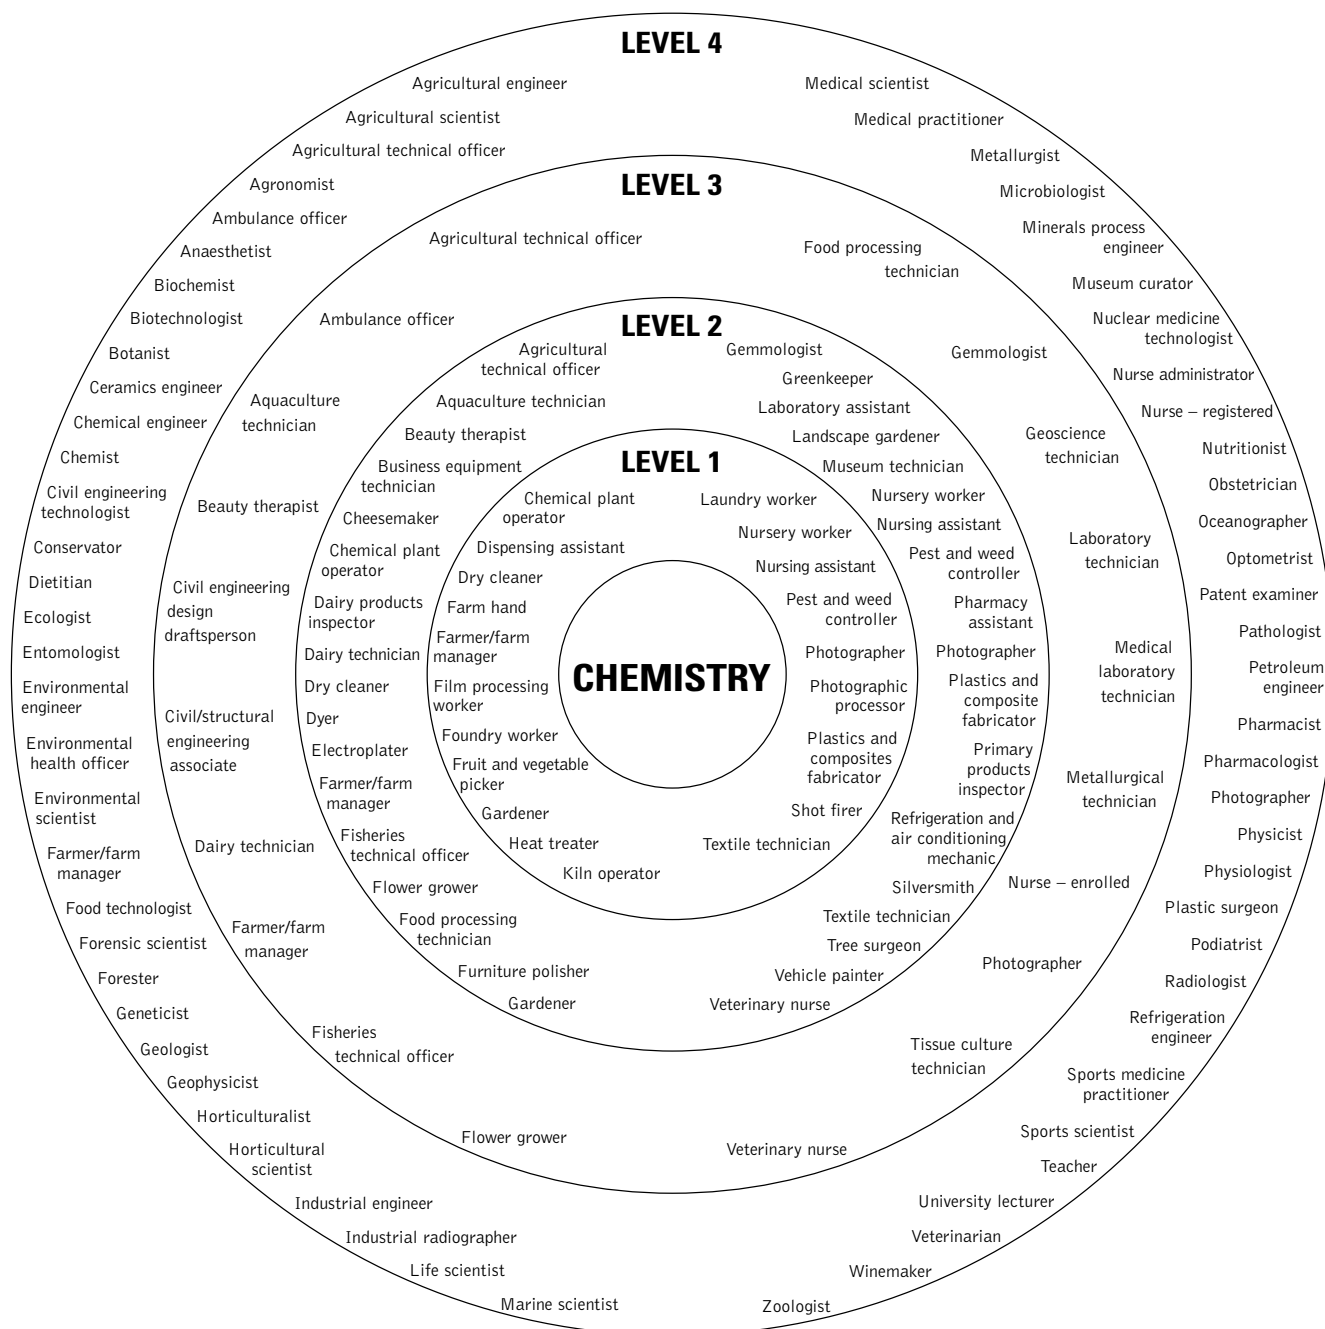 LEVEL 4
Agricultural engineer
Agricultural scientist
Agricultural technical officer
Agronomist
Ambulance officer
Anaesthetist
Biochemist
Biotechnologist
Botanist
Ceramics engineer
Chemical engineer
Chemist
Civil engineering
technologist
Conservator
Dietitian
Ecologist
Entomologist
Environmental
engineer
Environmental
health officer
Environmental
scientist
Farmer/farm
manager
Food technologist
Forensic scientist
Forester
Geneticist
Geologist
Geophysicist
Horticulturalist
Horticultural
scientist
Industrial engineer
Industrial radiographer
Life scientist
Marine scientist
Medical scientist
Medical practitioner
Metallurgist
Microbiologist
Minerals process
engineer
Museum curator
Nuclear medicine
technologist
Nurse administrator
Nurse – registered
Nutritionist
Obstetrician
Oceanographer
Optometrist
Patent examiner
Pathologist
Petroleum
engineer
Pharmacist
Pharmacologist
Photographer
Physicist
Physiologist
Plastic surgeon
Podiatrist
Radiologist
Refrigeration
engineer
Sports medicine
practitioner
Sports scientist
Teacher
University lecturer
Veterinarian
Winemaker
Zoologist
LEVEL 3
Agricultural technical officer
Ambulance officer
Aquaculture
technician
Beauty therapist
Civil engineering
design
draftsperson
Civil/structural
engineering
associate
Dairy technician
Farmer/farm
manager
Fisheries
technical officer
Flower grower
Food processing
technician
Gemmologist
Geoscience
technician
Laboratory
technician
Medical
laboratory
technician
Metallurgical
technician
Nurse – enrolled
Photographer
Tissue culture
technician
Veterinary nurse
LEVEL 2
Agricultural
technical officer
Aquaculture technician
Beauty therapist
Business equipment
technician
Cheesemaker
Chemical plant
operator
Dairy products
inspector
Dairy technician
Dry cleaner
Dyer
Electroplater
Farmer/farm
manager
Fisheries
technical officer
Flower grower
Food processing
technician
Furniture polisher
Gardener
Gemmologist
Greenkeeper
Laboratory assistant
Landscape gardener
Museum technician
Nursery worker
Nursing assistant
Pest and weed
controller
Pharmacy
assistant
Photographer
Plastics and
composite
fabricator
Primary
products
inspector
Refrigeration and
air conditioning
mechanic
Silversmith
Textile technician
Tree surgeon
Vehicle painter
Veterinary nurse
LEVEL 1
Chemical plant
operator
Dispensing assistant
Dry cleaner
Farm hand
Farmer/farm
manager
Film processing
worker
Foundry worker
Fruit and vegetable
picker
Gardener
Heat treater
Kiln operator
Laundry worker
Nursery worker
Nursing assistant
Pest and weed
controller
Photographer
Photographic
processor
Plastics and
composites
fabricator
Shot firer
Textile technician
CHEMISTRY